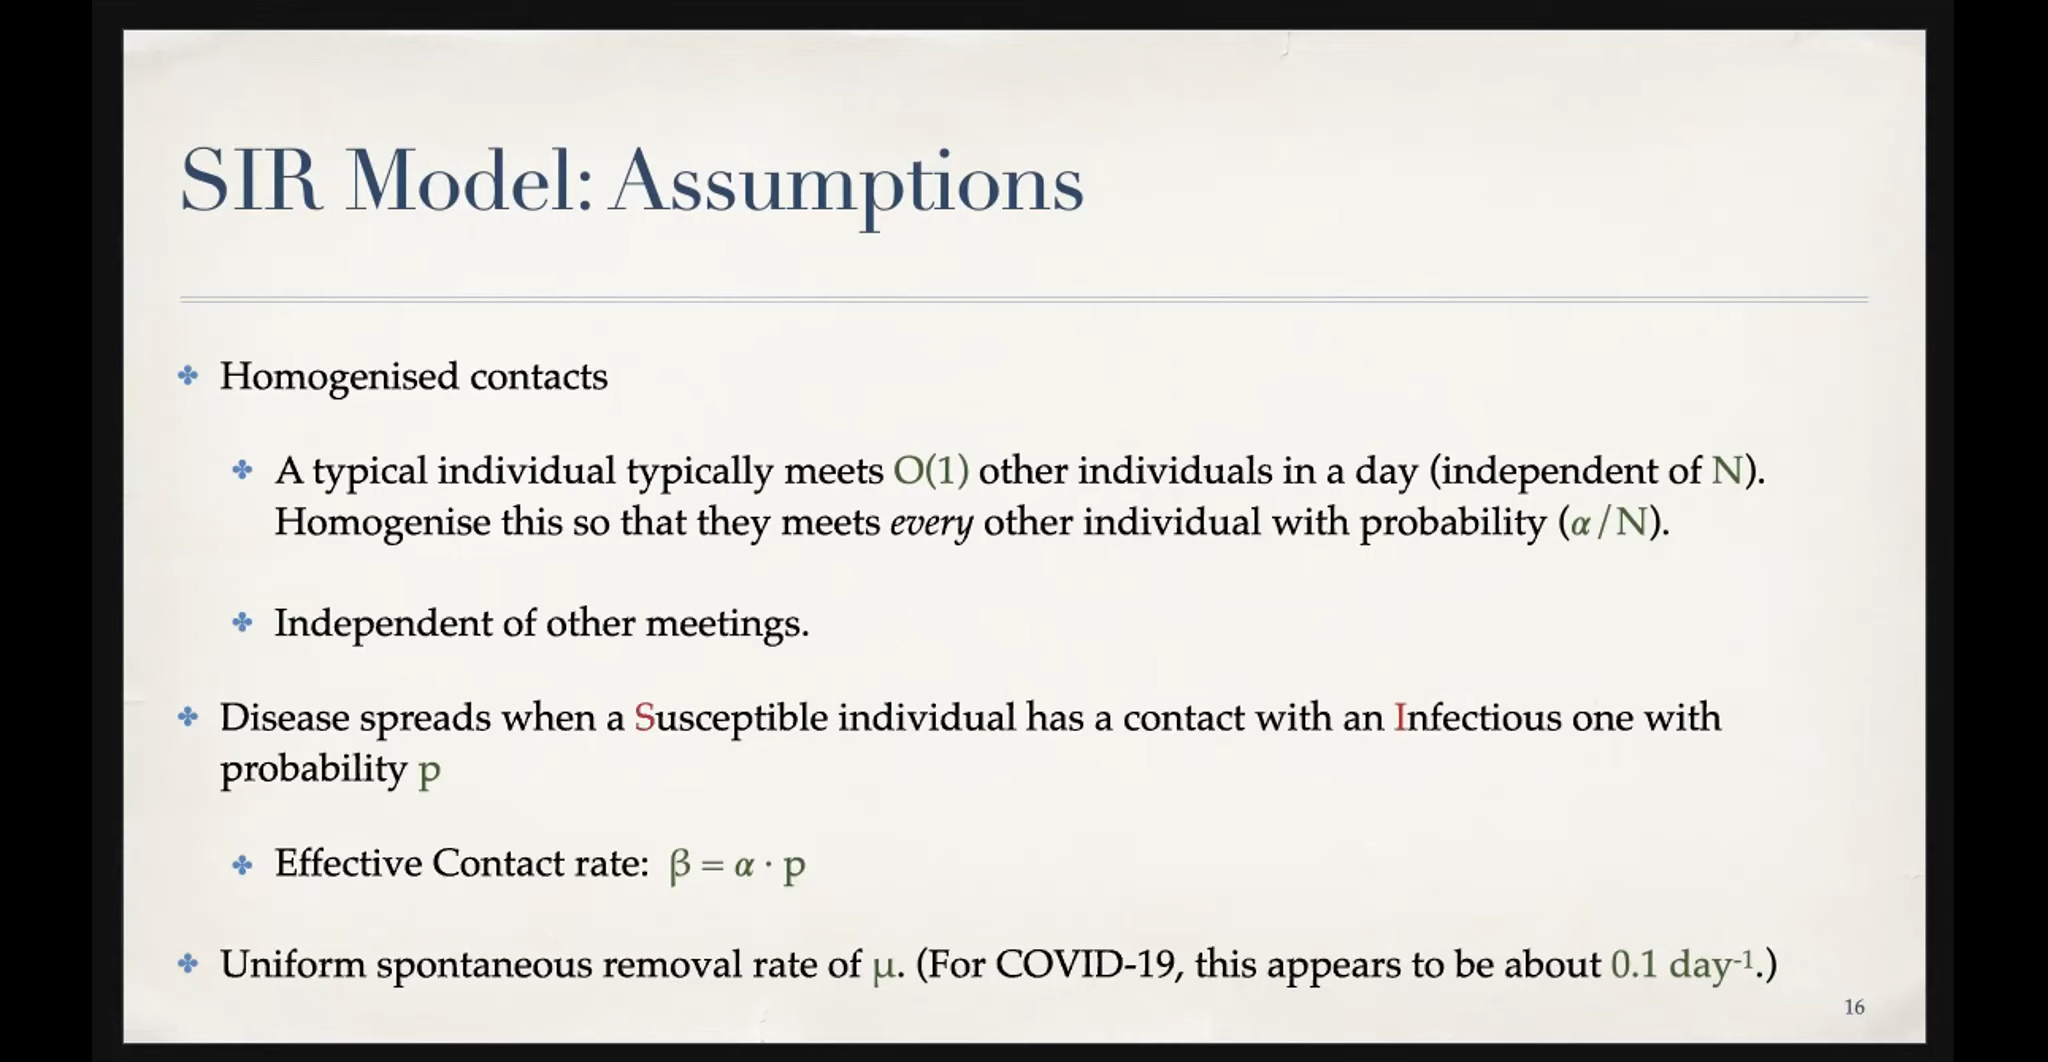 SIR Model: Assumptions
Homogenised contacts
A typical individual typically meets O(1) other individuals in a day (independent of N).
Homogenise this so that they meets every other individual with probability (α/N).
Independent of other meetings.
Disease spreads when a Susceptible individual has a contact with an Infectious one with
probability p
Effective Contact rate: β = α · p
Uniform spontaneous removal rate of μ. (For COVID-19, this appears to be about 0.1 day⁻¹.)
16